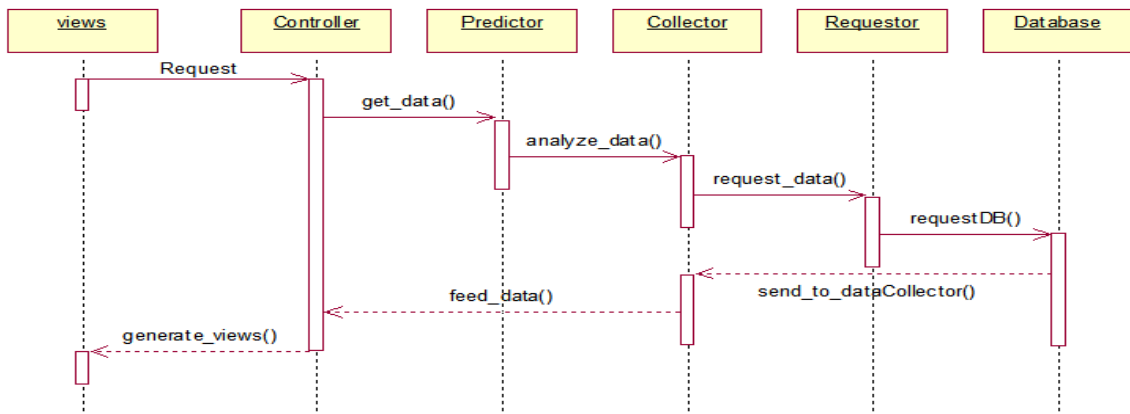 views
Controller
Predictor
Collector
Requestor
Database
Request
get_data()
analyze_data()
request_data()
requestDB()
send_to_dataCollector()
feed_data()
generate_views()